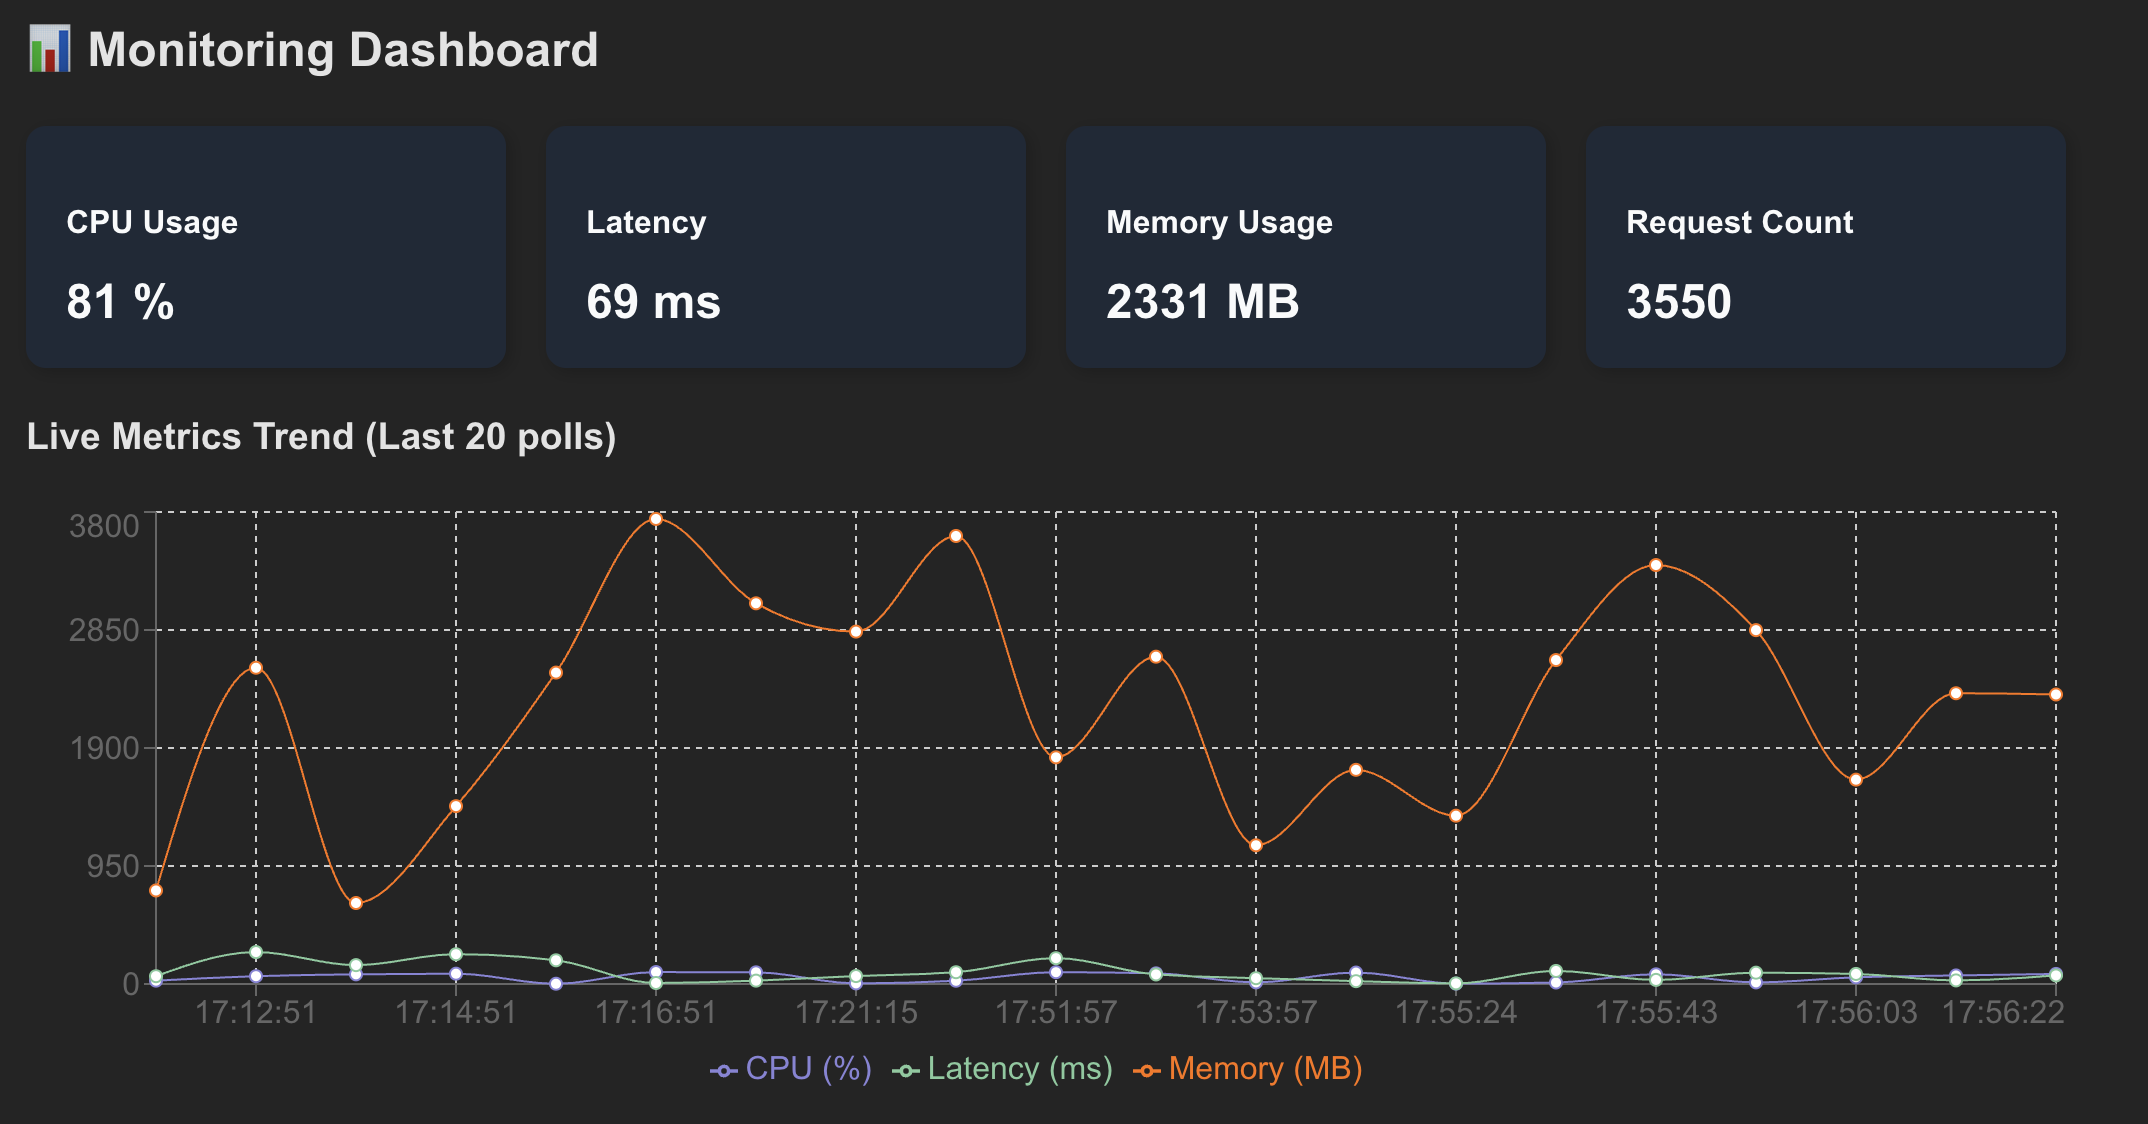 📊 Monitoring Dashboard
CPU Usage
81 %
Latency
69 ms
Memory Usage
2331 MB
Request Count
3550
Live Metrics Trend (Last 20 polls)
3800
2850
1900
950
0
17:12:51 17:14:51 17:16:51 17:21:15 17:51:57 17:53:57 17:55:24 17:55:43 17:56:03 17:56:22
CPU (%) Latency (ms) Memory (MB)